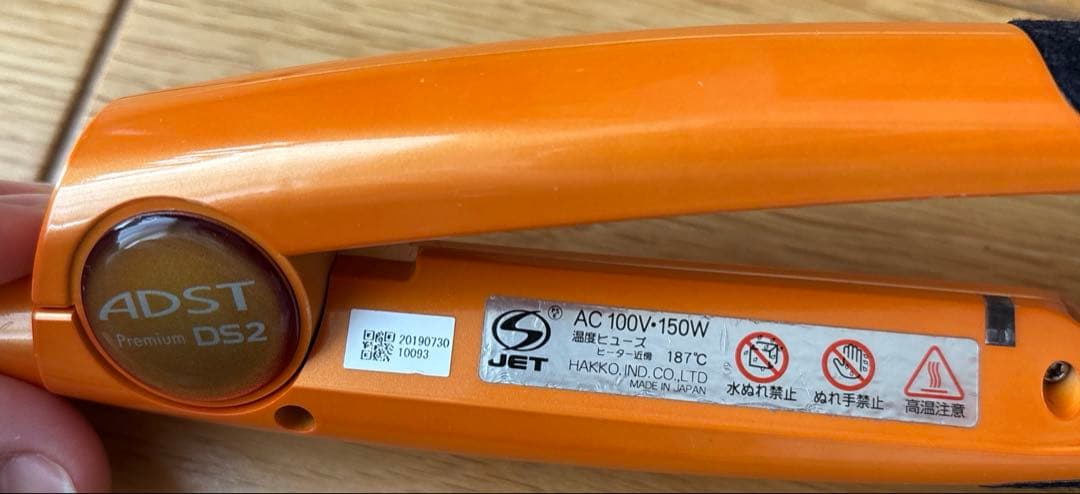 ADST
Premium DS2
20190730
10093
JET
AC 100V・150W
温度ヒューズ
ヒーター近傍 187℃
HAKKO, IND. CO., LTD
MADE IN JAPAN
水ぬれ禁止
ぬれ手禁止
高温注意